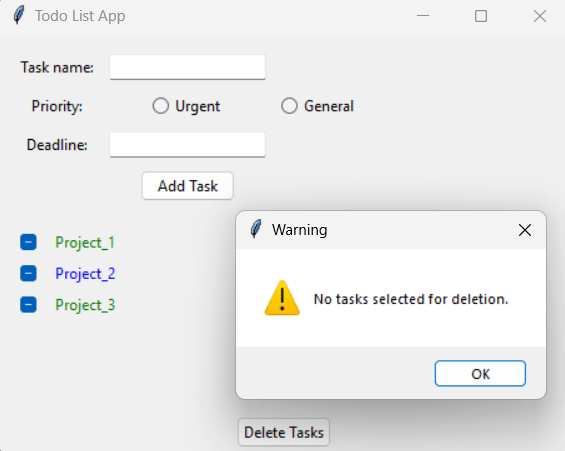 Todo List App
Task name:
Priority: Urgent General
Deadline:
Add Task
Warning
Project_1
Project_2
No tasks selected for deletion.
Project_3
OK
Delete Tasks